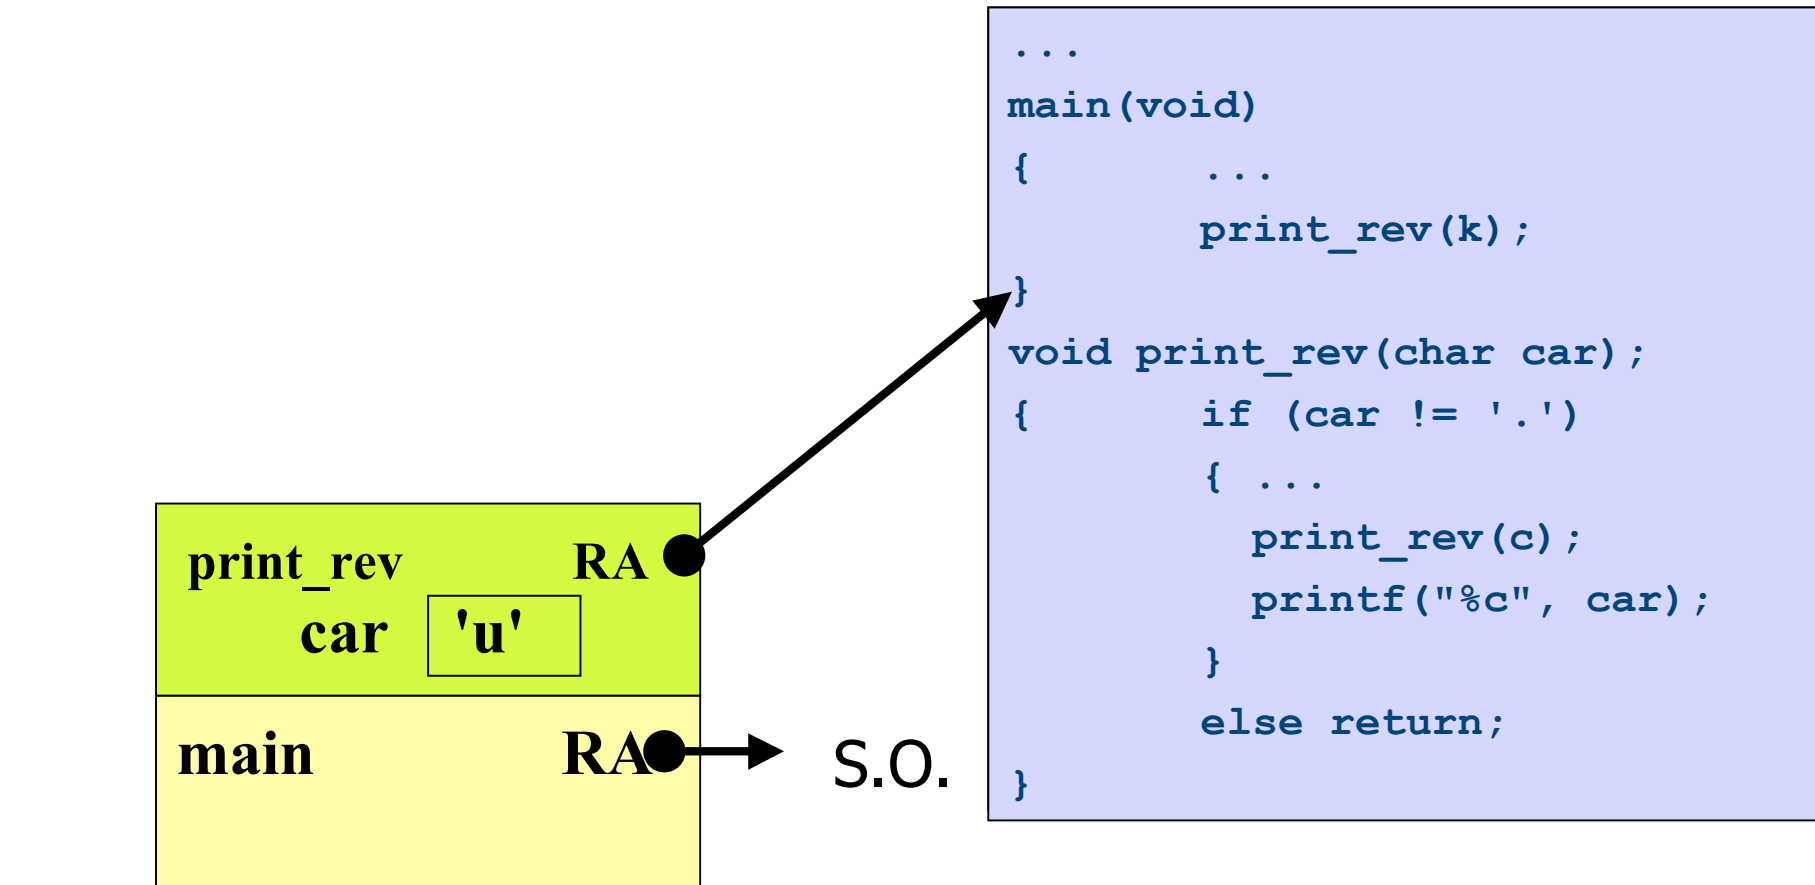 ...
main(void)
{ ...
print_rev(k);
}
void print_rev(char car);
{ if (car != '.')
{ ...
print_rev(c);
printf("%c", car);
}
else return;
}
print_rev RA
car 'u'
main RA
S.O.